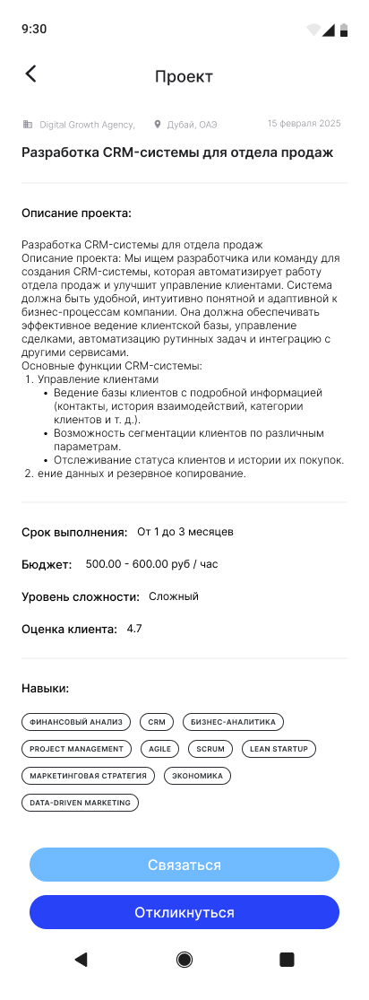 9:30
Проект
Digital Growth Agency,
Дубай, ОАЭ
15 февраля 2025
Разработка CRM-системы для отдела продаж
Описание проекта:
Разработка CRM-системы для отдела продаж
Описание проекта: Мы ищем разработчика или команду для
создания CRM-системы, которая автоматизирует работу
отдела продаж и улучшит управление клиентами. Система
должна быть удобной, интуитивно понятной и адаптивной к
бизнес-процессам компании. Она должна обеспечивать
эффективное ведение клиентской базы, управление
сделками, автоматизацию рутинных задач и интеграцию с
другими сервисами.
Основные функции CRM-системы:
1. Управление клиентами
• Ведение базы клиентов с подробной информацией
(контакты, история взаимодействий, категории
клиентов и т. д.).
• Возможность сегментации клиентов по различным
параметрам.
• Отслеживание статуса клиентов и истории их покупок.
2. ение данных и резервное копирование.
Срок выполнения: От 1 до 3 месяцев
Бюджет: 500.00 - 600.00 руб / час
Уровень сложности: Сложный
Оценка клиента: 4.7
Навыки:
ФИНАНСОВЫЙ АНАЛИЗ
CRM
БИЗНЕС-АНАЛИТИКА
PROJECT MANAGEMENT
AGILE
SCRUM
LEAN STARTUP
МАРКЕТИНГОВАЯ СТРАТЕГИЯ
ЭКОНОМИКА
DATA-DRIVEN MARKETING
Связаться
Откликнуться